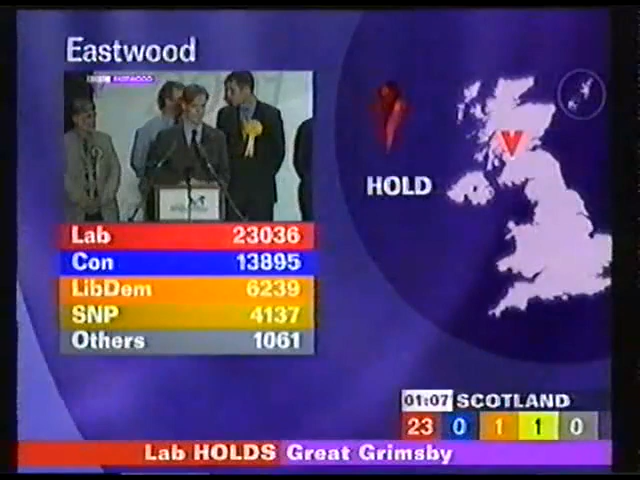 Eastwood
EASTWOOD
HOLD
Lab 23036
Con 13895
LibDem 6239
SNP 4137
Others 1061
01:07 SCOTLAND
23 0 1 1 0
Lab HOLDS Great Grimsby